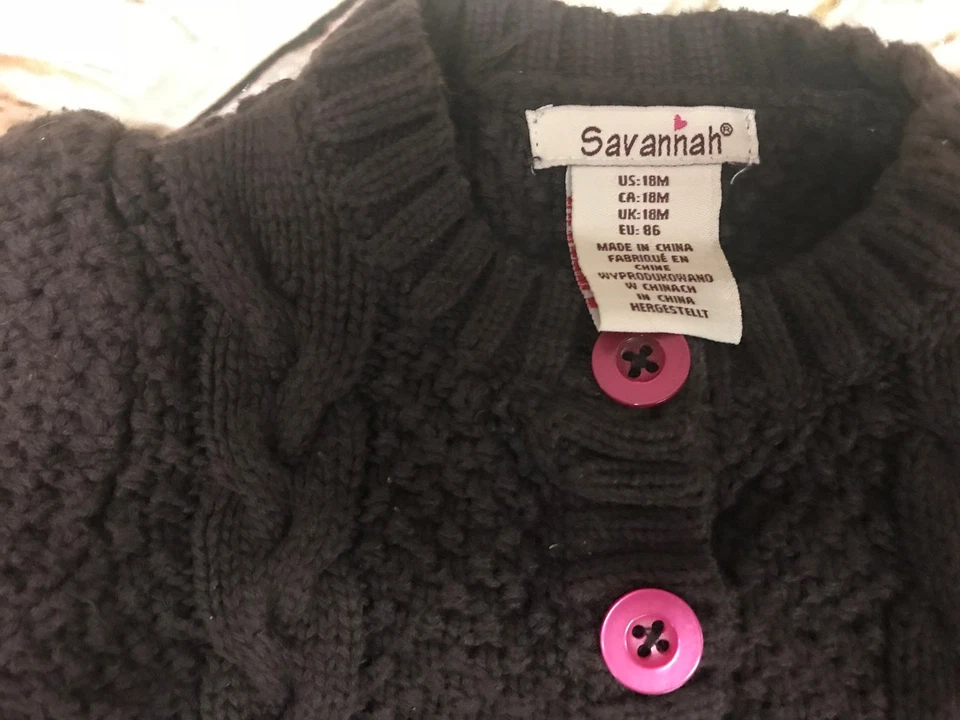 Savannah®
US:18M
CA:18M
UK:18M
EU: 86
MADE IN CHINA
FABRIQUÉ EN
CHINE
WYPRODUKOWANO
W CHINACH
IN CHINA
HERGESTELLT